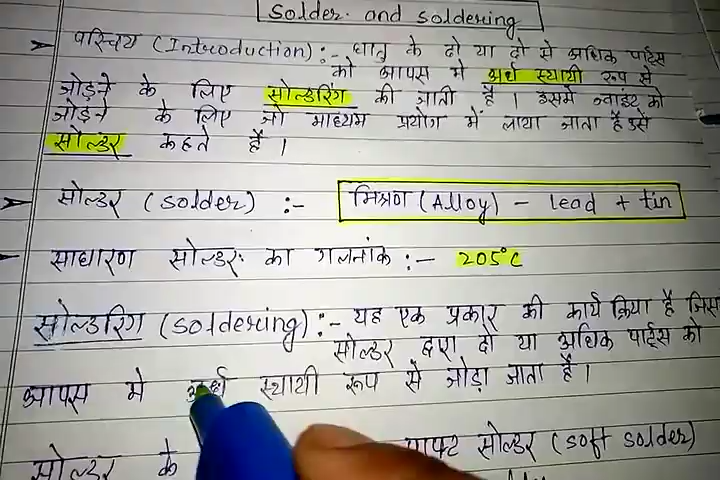 Solder. and soldering
परिचय (Introduction) :- धातु के दो या दो से अधिक पार्ट्स
को आपस मे अर्ध स्थायी रूप से
जोड़ने के लिए सोल्डरिंग की जाती है । इसमें ज्वाइंट को
जोड़ने के लिए जो माध्यम प्रयोग में लाया जाता है उसे
सोल्डर कहते है ।
सोल्डर (Solder) :- मिश्रण (Alloy) - lead + tin
साधारण सोल्डर का गलनांक :- 205°C
सोल्डरिंग (Soldering) :- यह एक प्रकार की कार्य क्रिया है जिस
सोल्डर द्वारा दो या अधिक पार्ट्स को
आपस मे अर्ध स्थायी रूप से जोड़ा जाता है ।
सोल्डर के साफ्ट सोल्डर (Soft solder)